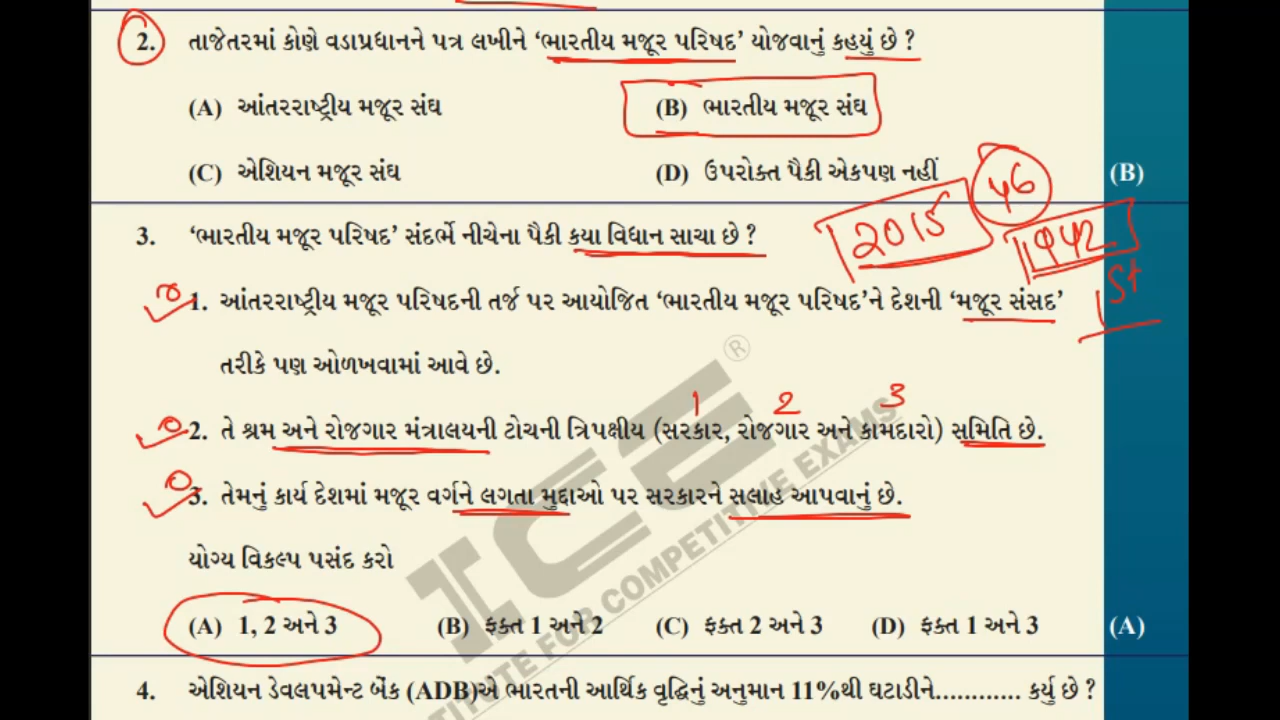 2. તાજેતરમાં કોણે વડાપ્રધાનને પત્ર લખીને ‘ભારતીય મજૂર પરિષદ’ યોજવાનું કહયું છે ?
(A) આંતરરાષ્ટ્રીય મજૂર સંઘ (B) ભારતીય મજૂર સંઘ
(C) એશિયન મજૂર સંઘ (D) ઉપરોક્ત પૈકી એકપણ નહીં (B)
46
2015
1942
1st
3. ‘ભારતીય મજૂર પરિષદ’ સંદર્ભે નીચેના પૈકી કયા વિધાન સાચા છે ?
1. આંતરરાષ્ટ્રીય મજૂર પરિષદની તર્જ પર આયોજિત ‘ભારતીય મજૂર પરિષદ’ને દેશની ‘મજૂર સંસદ’
તરીકે પણ ઓળખવામાં આવે છે.
1 2 3
2. તે શ્રમ અને રોજગાર મંત્રાલયની ટોચની ત્રિપક્ષીય (સરકાર, રોજગાર અને કામદારો) સમિતિ છે.
3. તેમનું કાર્ય દેશમાં મજૂર વર્ગને લગતા મુદ્દાઓ પર સરકારને સલાહ આપવાનું છે.
યોગ્ય વિકલ્પ પસંદ કરો
(A) 1, 2 અને 3 (B) ફક્ત 1 અને 2 (C) ફક્ત 2 અને 3 (D) ફક્ત 1 અને 3 (A)
4. એશિયન ડેવલપમેન્ટ બેંક (ADB)એ ભારતની આર્થિક વૃદ્ધિનું અનુમાન 11%થી ઘટાડીને............ કર્યુ છે ?
ICE ®
TITUTE FOR COMPETITIVE EXAMS